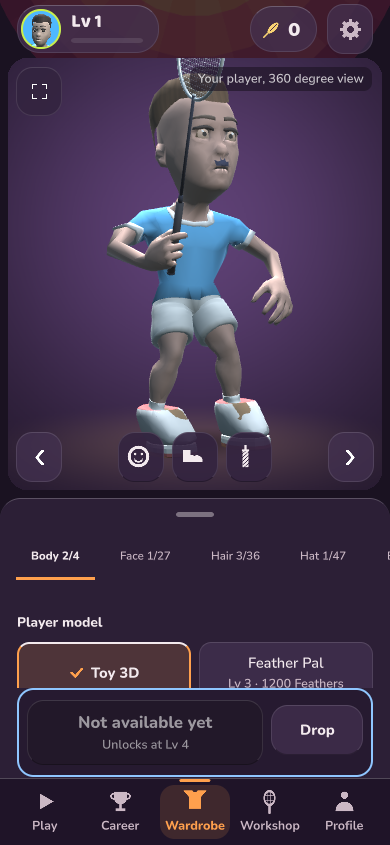 Lv 1
0
Your player, 360 degree view
Body 2/4
Face 1/27
Hair 3/36
Hat 1/47
Player model
Toy 3D
Feather Pal
Lv 3 · 1200 Feathers
Not available yet
Unlocks at Lv 4
Drop
Play
Career
Wardrobe
Workshop
Profile